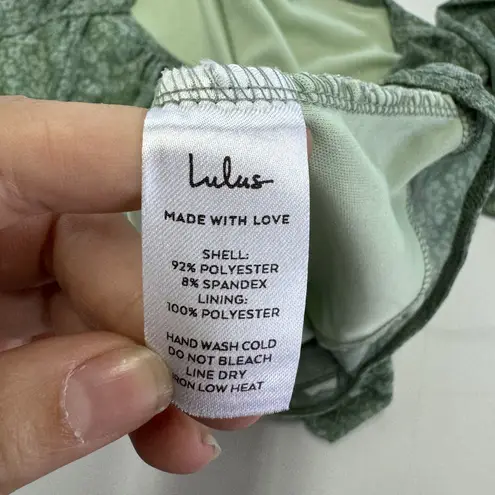 Lulus
MADE WITH LOVE
SHELL:
92% POLYESTER
8% SPANDEX
LINING:
100% POLYESTER
HAND WASH COLD
DO NOT BLEACH
LINE DRY
IRON LOW HEAT